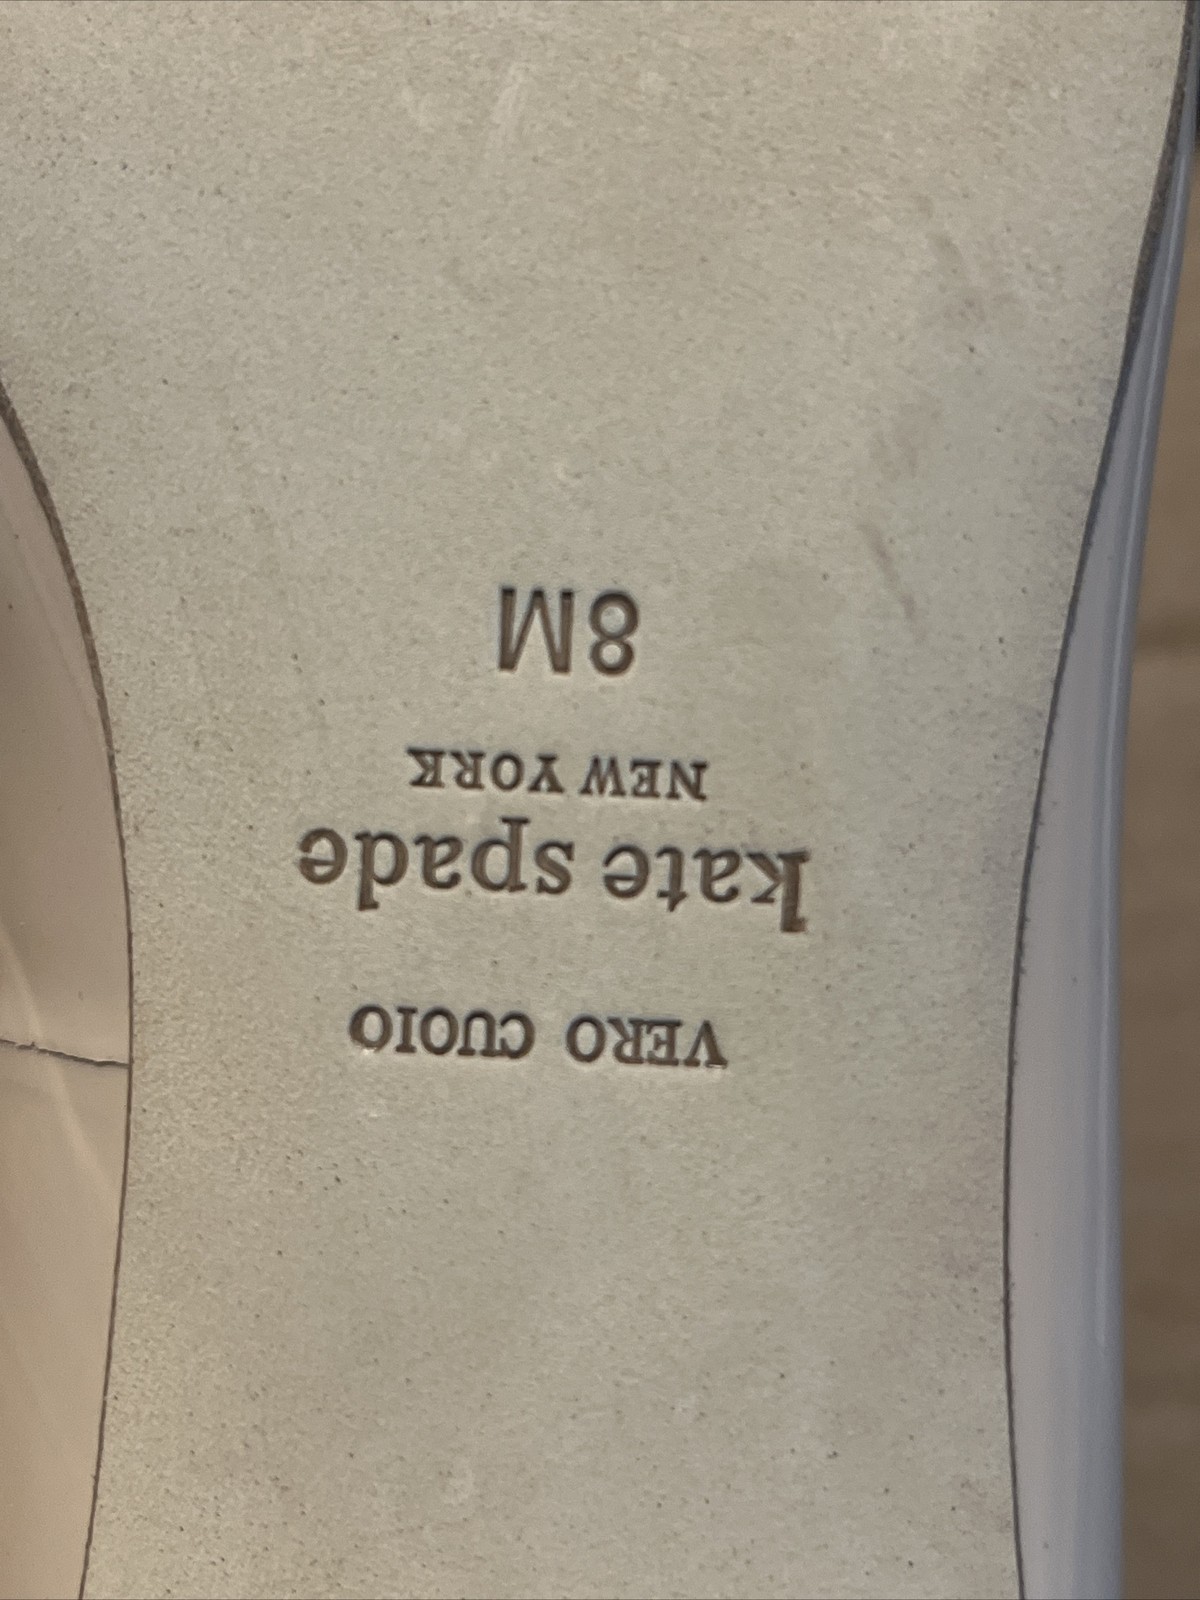 VERO CUOIO
kate spade
NEW YORK
8M